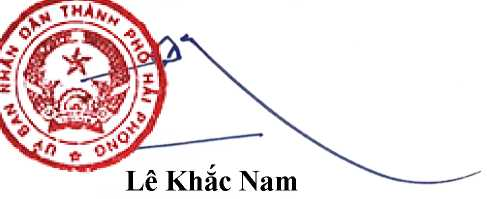 ỦY BAN NHÂN DÂN THÀNH PHỐ HẢI PHÒNG
Lê Khắc Nam